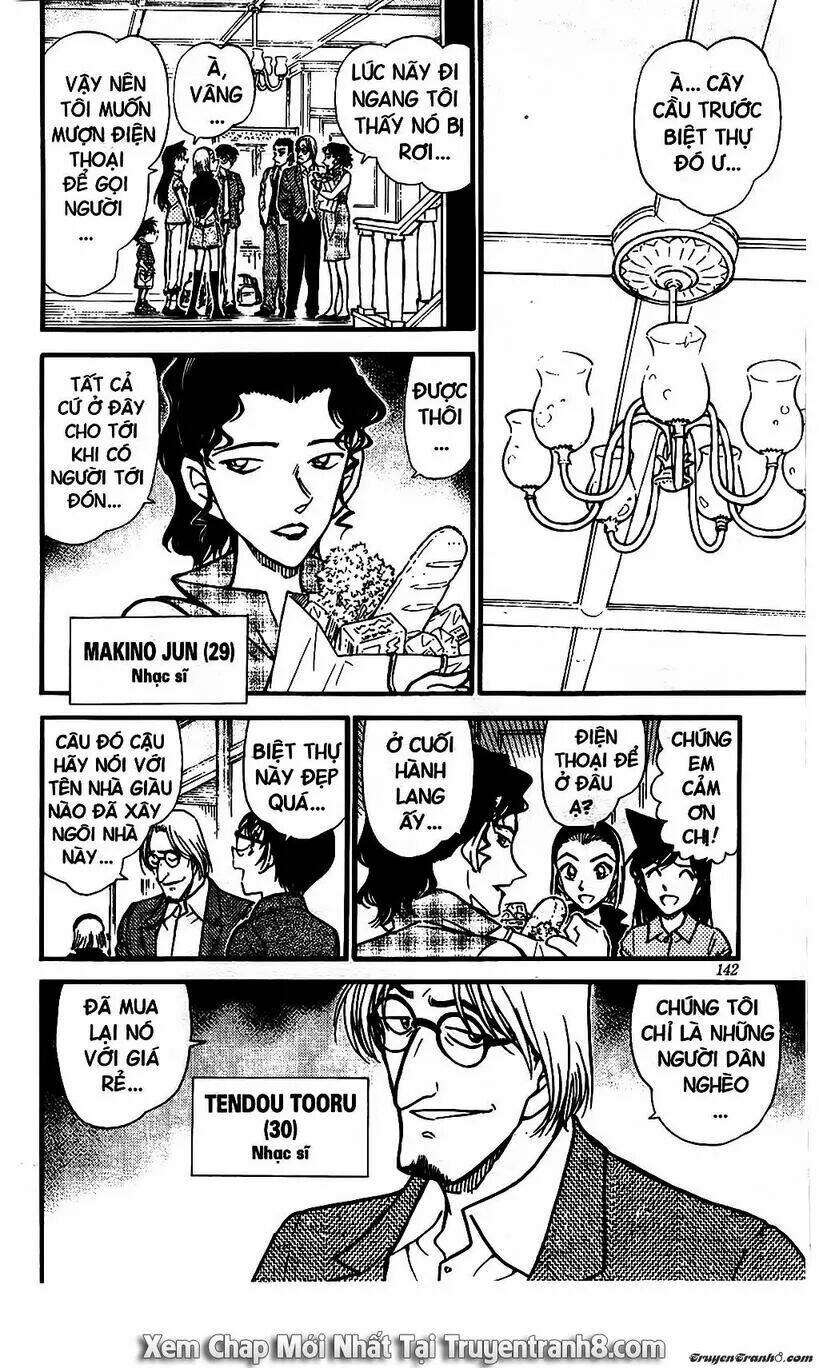 À... CÂY
CẦU TRƯỚC
BIỆT THỰ
ĐÓ Ư...
LÚC NÃY ĐI
NGANG TÔI
THẤY NÓ BỊ
RƠI...
À,
VÂNG
...
VẬY NÊN
TÔI MUỐN
MƯỢN ĐIỆN
THOẠI
ĐỂ GỌI
NGƯỜI
...
ĐƯỢC
THÔI
...
TẤT CẢ
CỨ Ở ĐÂY
CHO TỚI
KHI CÓ
NGƯỜI TỚI
ĐÓN...
MAKINO JUN (29)
Nhạc sĩ
CHÚNG
EM
CẢM
ƠN
CHỊ!
ĐIỆN
THOẠI ĐỂ
Ở ĐÂU
Ạ?
Ở CUỐI
HÀNH
LANG
ẤY...
BIỆT THỰ
NÀY ĐẸP
QUÁ...
CÂU ĐÓ CẬU
HÃY NÓI VỚI
TÊN NHÀ GIÀU
NÀO ĐÃ XÂY
NGÔI NHÀ
NÀY...
142
CHÚNG TÔI
CHỈ LÀ NHỮNG
NGƯỜI DÂN
NGHÈO
...
ĐÃ MUA
LẠI NÓ
VỚI GIÁ
RẺ...
TENDOU TOORU
(30)
Nhạc sĩ
Xem Chap Mới Nhất Tại Truyentranh8.com
TruyenTranh8.com